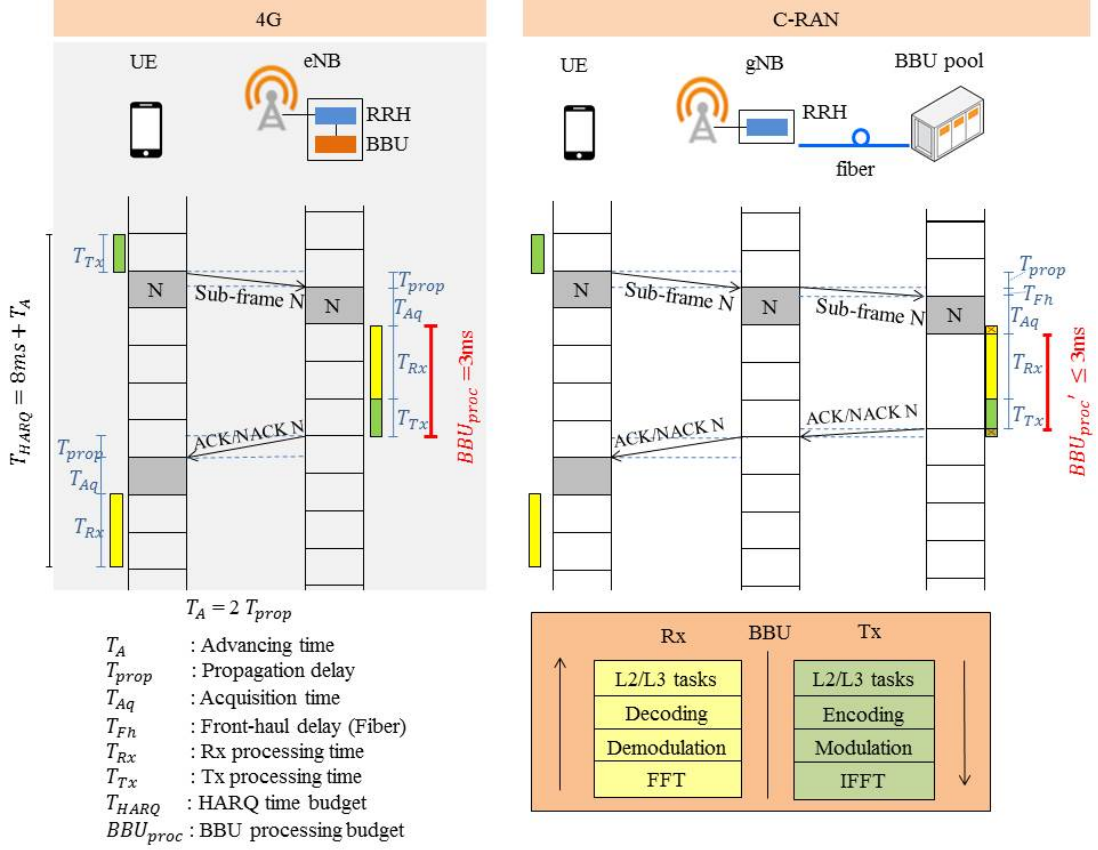 4G
UE
eNB
RRH
BBU
T_Tx
N
Sub-frame N
N
T_prop
T_Aq
T_Rx
T_Tx
BBU_proc =3ms
T_HARQ = 8ms + T_A
ACK/NACK N
T_prop
T_Aq
T_Rx
C-RAN
UE
gNB
RRH
BBU pool
fiber
N
Sub-frame N
N
Sub-frame N
N
T_prop
T_Fh
T_Aq
T_Rx
T_Tx
BBU_proc' ≤ 3ms
ACK/NACK N
ACK/NACK N
T_A = 2 T_prop
T_A : Advancing time
T_prop : Propagation delay
T_Aq : Acquisition time
T_Fh : Front-haul delay (Fiber)
T_Rx : Rx processing time
T_Tx : Tx processing time
T_HARQ : HARQ time budget
BBU_proc : BBU processing budget
Rx BBU Tx
L2/L3 tasks
Decoding
Demodulation
FFT
L2/L3 tasks
Encoding
Modulation
IFFT